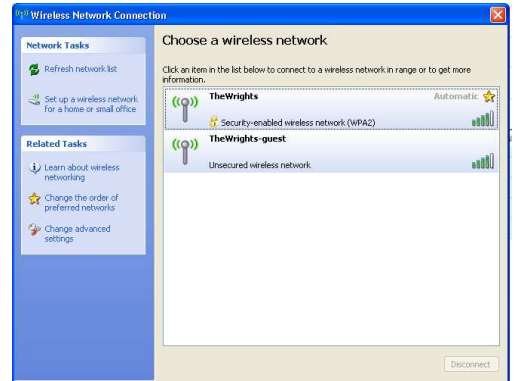 Wireless Network Connection
Network Tasks
Refresh network list
Set up a wireless network
for a home or small office
Related Tasks
Learn about wireless
networking
Change the order of
preferred networks
Change advanced
settings
Choose a wireless network
Click an item in the list below to connect to a wireless network in range or to get more
information.
TheWrights Automatic
Security-enabled wireless network (WPA2)
TheWrights-guest
Unsecured wireless network
Disconnect